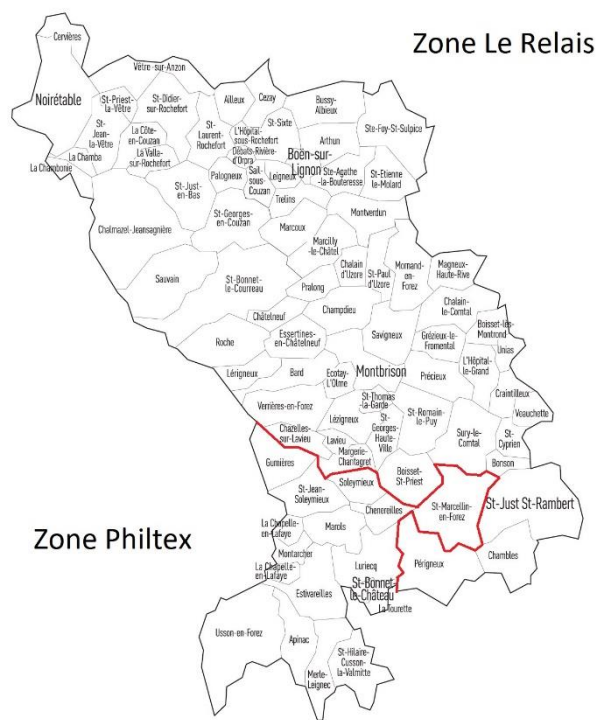 Zone Le Relais
Cervières
Noirétable
Vêtre-sur-Anzon
St-Priest-
la-Vêtre
St-Didier-
sur-Rochefort
Ailleux
Cezay
Bussy-
Albieux
St-
Jean-
la-Vêtre
La Côte-
en-Couzan
St-
Laurent-
Rochefort
L'Hôpital-
sous-Rochefort
St-Sixte
Arthun
Ste-Foy-St-Sulpice
La Chamba
La Valla-
sur-Rochefort
Débats-Rivière-
d'Orpra
Boën-sur-
Lignon
La Chambonie
Palogneux
Sail-
sous-
Couzan
Leigneux
Ste-Agathe
-la-Bouteresse
St-Etienne
le-Molard
St-Just-
en-Bas
Trelins
Chalmazel-Jeansagnière
St-Georges-
en-Couzan
Marcoux
Montverdun
Marcilly
-le-Châtel
Sauvain
St-Bonnet
-le-Courreau
Chalain
d'Uzore
St-Paul
d'Uzore
Mornand-
en-Forez
Magneux-
Haute-Rive
Pralong
Chalain-
le-Comtal
Châtelneuf
Champdieu
Boisset-lès-
Montrond
Roche
Essertines-
en-Châtelneuf
Savigneux
Grézieux-le-
Fromental
Unias
Lérigneux
Bard
Ecotay-
L'Olme
Montbrison
Précieux
L'Hôpital-
le-Grand
Craintilleux
Verrières-en-Forez
Lézigneux
St-Thomas
-la-Garde
St-
Georges-
Haute-
Ville
St-Romain
-le-Puy
Veauchette
Chazelles-
sur-Lavieu
Lavieu
Sury-le-
Comtal
St-
Cyprien
Margerie-
Chantagret
Bonson
Gumières
St-Jean-
Soleymieux
Soleymieux
Boisset-
St-Priest
St-Marcellin-
en-Forez
St-Just St-Rambert
Chenereilles
Zone Philtex
La Chapelle-
en-Lafaye
Marols
Montarcher
La Chapelle-
en-Lafaye
Luriecq
Périgneux
Chambles
Estivareilles
St-Bonnet-
le-Château
La Tourette
Usson-en-Forez
Apinac
St-Hilaire-
Cusson-
la-Valmitte
Merle-
Leignec